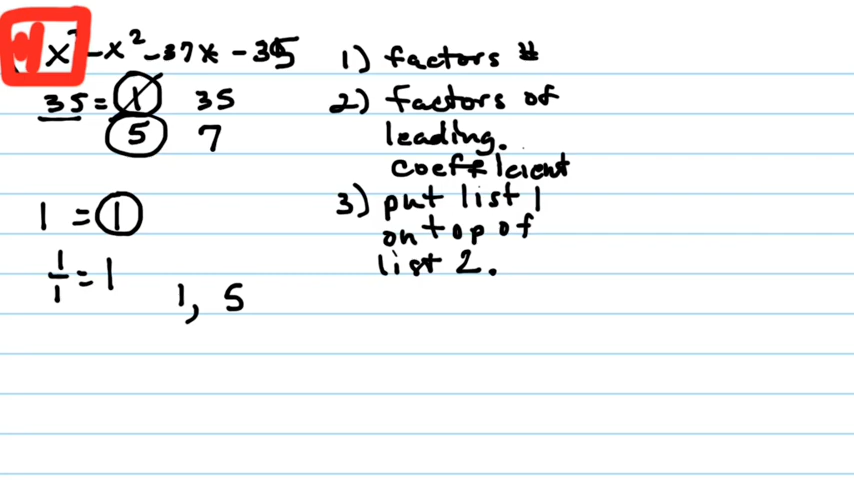 x³ - x² - 37x - 35
35 = 1 35
5 7
1 = 1
1/1 = 1
1, 5
1) factors #
2) factors of
leading.
coefficient
3) put list 1
on top of
list 2.